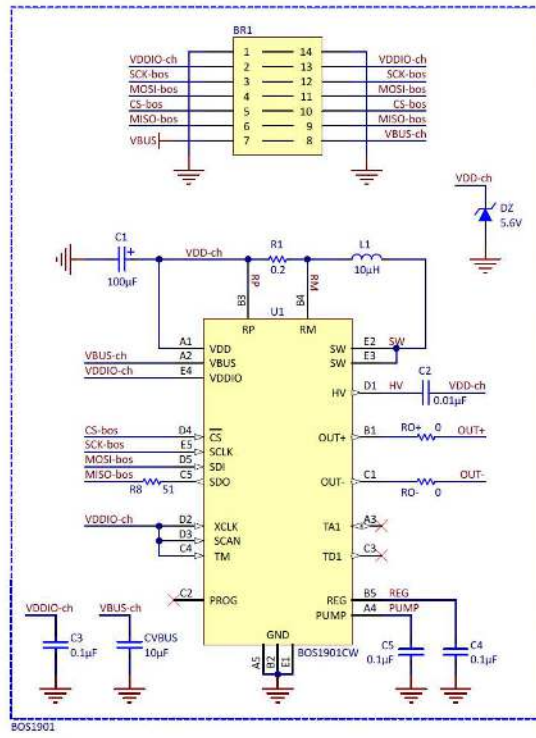 BR1
1 14
VDDIO-ch 2 13 VDDIO-ch
SCK-bos 3 12 SCK-bos
MOSI-bos 4 11 MOSI-bos
CS-bos 5 10 CS-bos
MISO-bos 6 9 MISO-bos
VBUS 7 8 VBUS-ch
VDD-ch
DZ
5.6V
C1
100µF
VDD-ch
R1
0.2
L1
10µH
RP
RM
B3
B4
U1
RP RM
A1 VDD
VBUS-ch A2 VBUS
VDDIO-ch E4 VDDIO
SW E2 SW
SW E3
HV D1 HV
C2
0.01µF
VDD-ch
CS-bos D4 CS
SCK-bos E5 SCLK
MOSI-bos D5 SDI
MISO-bos C5 SDO
R8 51
OUT+ B1 RO+ 0 OUT+
OUT- C1 RO- 0 OUT-
VDDIO-ch D2 XCLK
D3 SCAN
C4 TM
TA1 A3
TD1 C3
C2 PROG
REG B5 REG
PUMP A4 PUMP
GND
A5 B2 E1
BOS1901CW
VDDIO-ch
C3
0.1µF
VBUS-ch
CVBUS
10µF
C5
0.1µF
C4
0.1µF
BOS1901